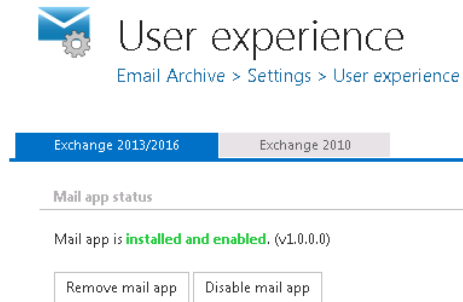 User experience
Email Archive > Settings > User experience
Exchange 2013/2016 Exchange 2010
Mail app status
Mail app is installed and enabled. (v1.0.0.0)
Remove mail app Disable mail app